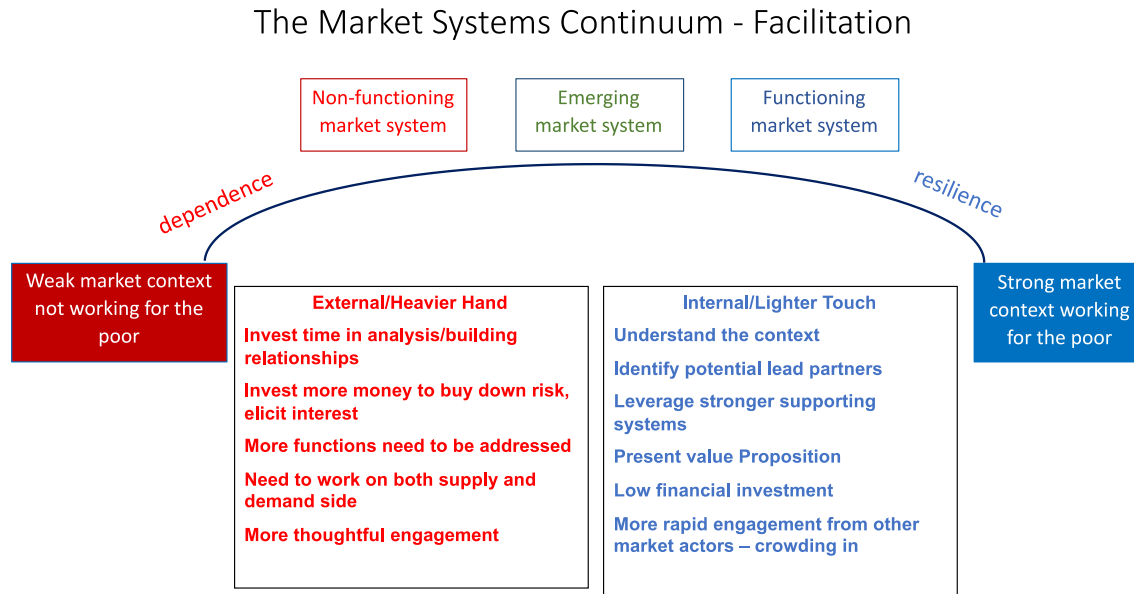 The Market Systems Continuum - Facilitation
Non-functioning
market system
Emerging
market system
Functioning
market system
dependence
resilience
Weak market context
not working for the
poor
External/Heavier Hand
Invest time in analysis/building
relationships
Invest more money to buy down risk,
elicit interest
More functions need to be addressed
Need to work on both supply and
demand side
More thoughtful engagement
Internal/Lighter Touch
Understand the context
Identify potential lead partners
Leverage stronger supporting
systems
Present value Proposition
Low financial investment
More rapid engagement from other
market actors – crowding in
Strong market
context working
for the poor